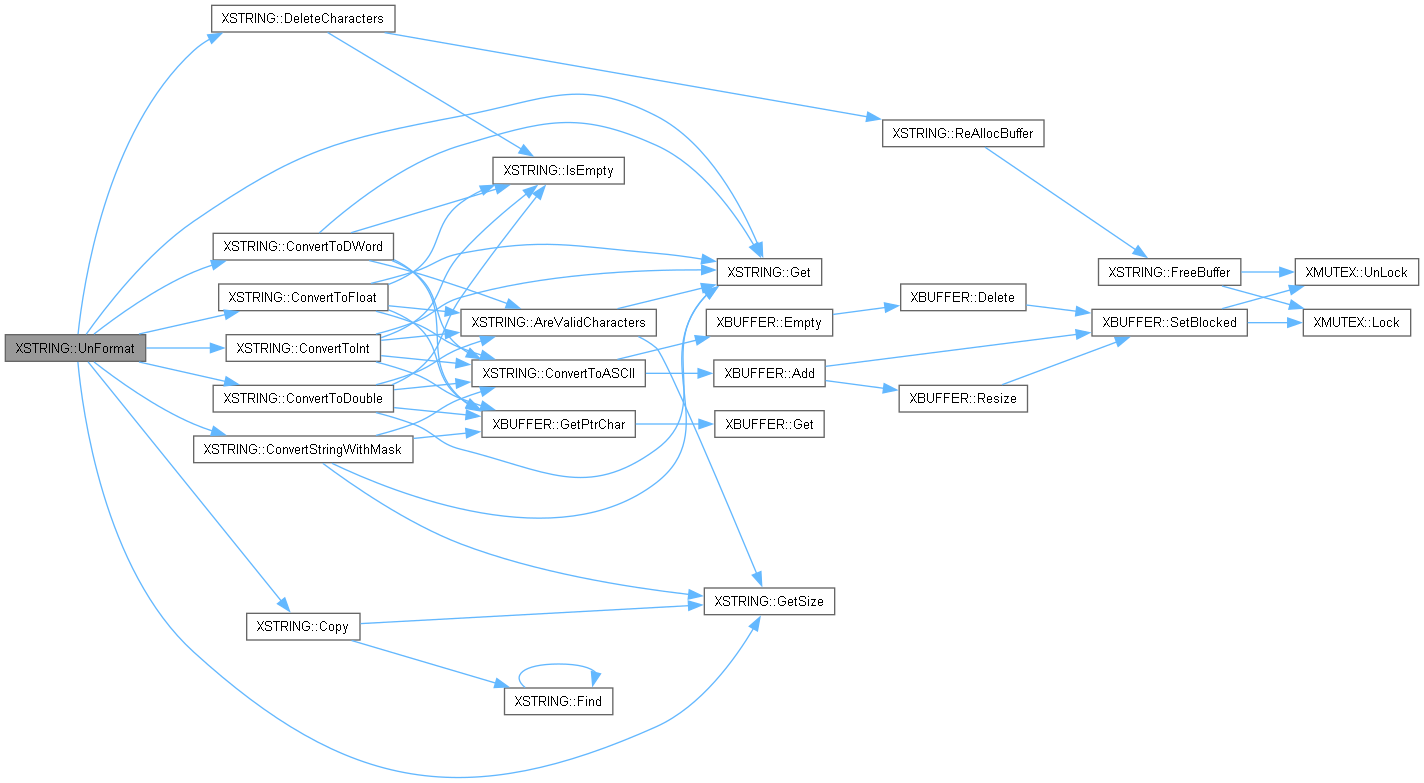 XSTRING::DeleteCharacters
XSTRING::ReAllocBuffer
XSTRING::IsEmpty
XSTRING::ConvertToDWord
XSTRING::Get
XSTRING::FreeBuffer
XMUTEX::UnLock
XSTRING::ConvertToFloat
XBUFFER::Delete
XSTRING::AreValidCharacters
XBUFFER::Empty
XBUFFER::SetBlocked
XMUTEX::Lock
XSTRING::UnFormat
XSTRING::ConvertToInt
XSTRING::ConvertToASCII
XBUFFER::Add
XSTRING::ConvertToDouble
XBUFFER::Resize
XBUFFER::GetPtrChar
XBUFFER::Get
XSTRING::ConvertStringWithMask
XSTRING::GetSize
XSTRING::Copy
XSTRING::Find